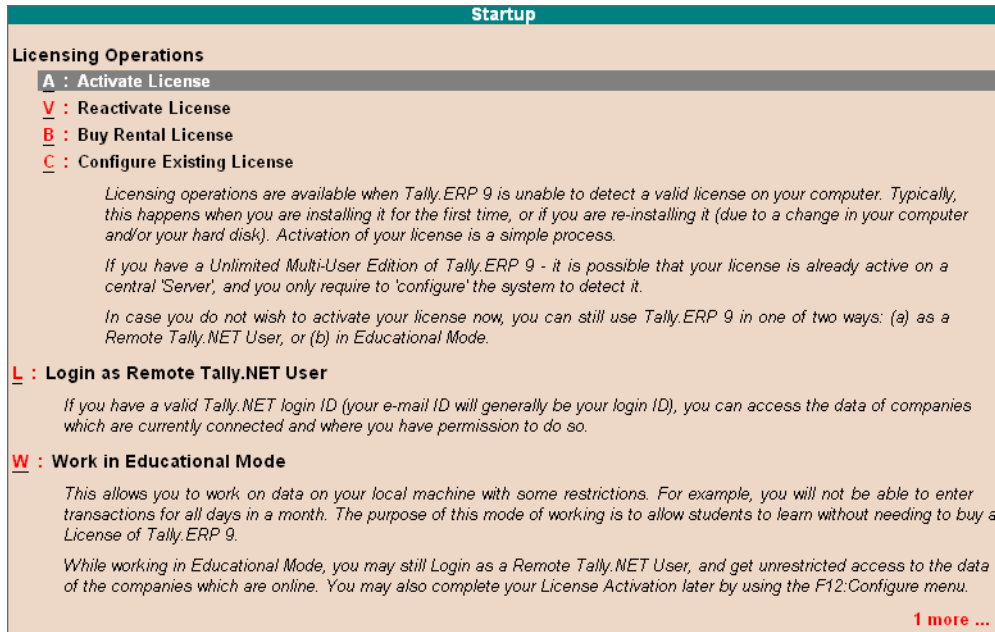 Startup
Licensing Operations
A : Activate License
V : Reactivate License
B : Buy Rental License
C : Configure Existing License
Licensing operations are available when Tally.ERP 9 is unable to detect a valid license on your computer. Typically,
this happens when you are installing it for the first time, or if you are re-installing it (due to a change in your computer
and/or your hard disk). Activation of your license is a simple process.
If you have a Unlimited Multi-User Edition of Tally.ERP 9 - it is possible that your license is already active on a
central 'Server', and you only require to 'configure' the system to detect it.
In case you do not wish to activate your license now, you can still use Tally.ERP 9 in one of two ways: (a) as a
Remote Tally.NET User, or (b) in Educational Mode.
L : Login as Remote Tally.NET User
If you have a valid Tally.NET login ID (your e-mail ID will generally be your login ID), you can access the data of companies
which are currently connected and where you have permission to do so.
W : Work in Educational Mode
This allows you to work on data on your local machine with some restrictions. For example, you will not be able to enter
transactions for all days in a month. The purpose of this mode of working is to allow students to learn without needing to buy a
License of Tally.ERP 9.
While working in Educational Mode, you may still Login as a Remote Tally.NET User, and get unrestricted access to the data
of the companies which are online. You may also complete your License Activation later by using the F12:Configure menu.
1 more ...